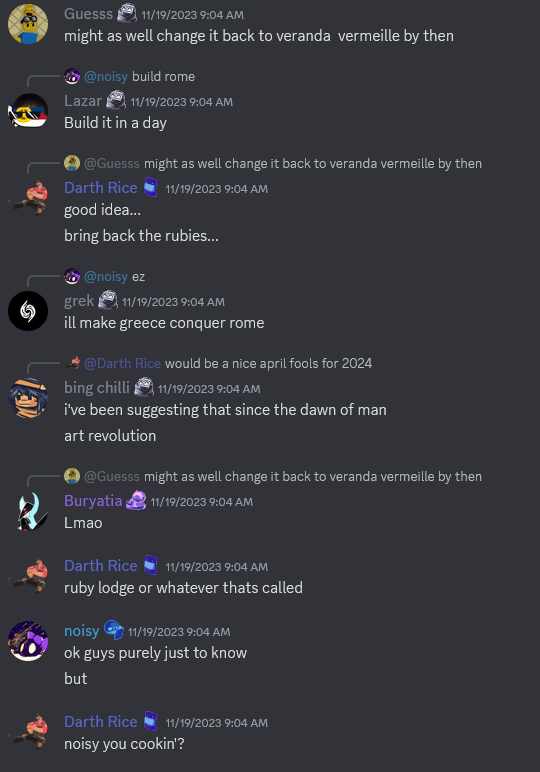 Guesss 11/19/2023 9:04 AM
might as well change it back to veranda vermeille by then
@noisy build rome
Lazar 11/19/2023 9:04 AM
Build it in a day
@Guesss might as well change it back to veranda vermeille by then
Darth Rice 11/19/2023 9:04 AM
good idea...
bring back the rubies...
@noisy ez
grek 11/19/2023 9:04 AM
ill make greece conquer rome
@Darth Rice would be a nice april fools for 2024
bing chilli 11/19/2023 9:04 AM
i've been suggesting that since the dawn of man
art revolution
@Guesss might as well change it back to veranda vermeille by then
Buryatia 11/19/2023 9:04 AM
Lmao
Darth Rice 11/19/2023 9:04 AM
ruby lodge or whatever thats called
noisy 11/19/2023 9:04 AM
ok guys purely just to know
but
Darth Rice 11/19/2023 9:04 AM
noisy you cookin'?